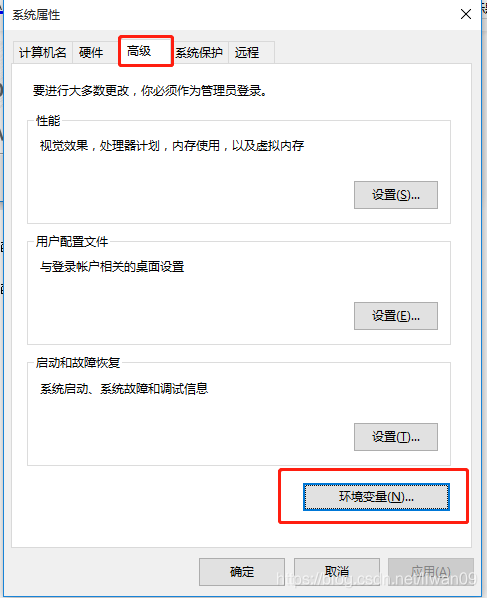 系统属性
计算机名 硬件 高级 系统保护 远程
要进行大多数更改，你必须作为管理员登录。
性能
视觉效果，处理器计划，内存使用，以及虚拟内存
设置(S)...
用户配置文件
与登录帐户相关的桌面设置
设置(E)...
启动和故障恢复
系统启动、系统故障和调试信息
设置(T)...
环境变量(N)...
确定 取消 应用(A)
https://blog.csdn.net/liwan09